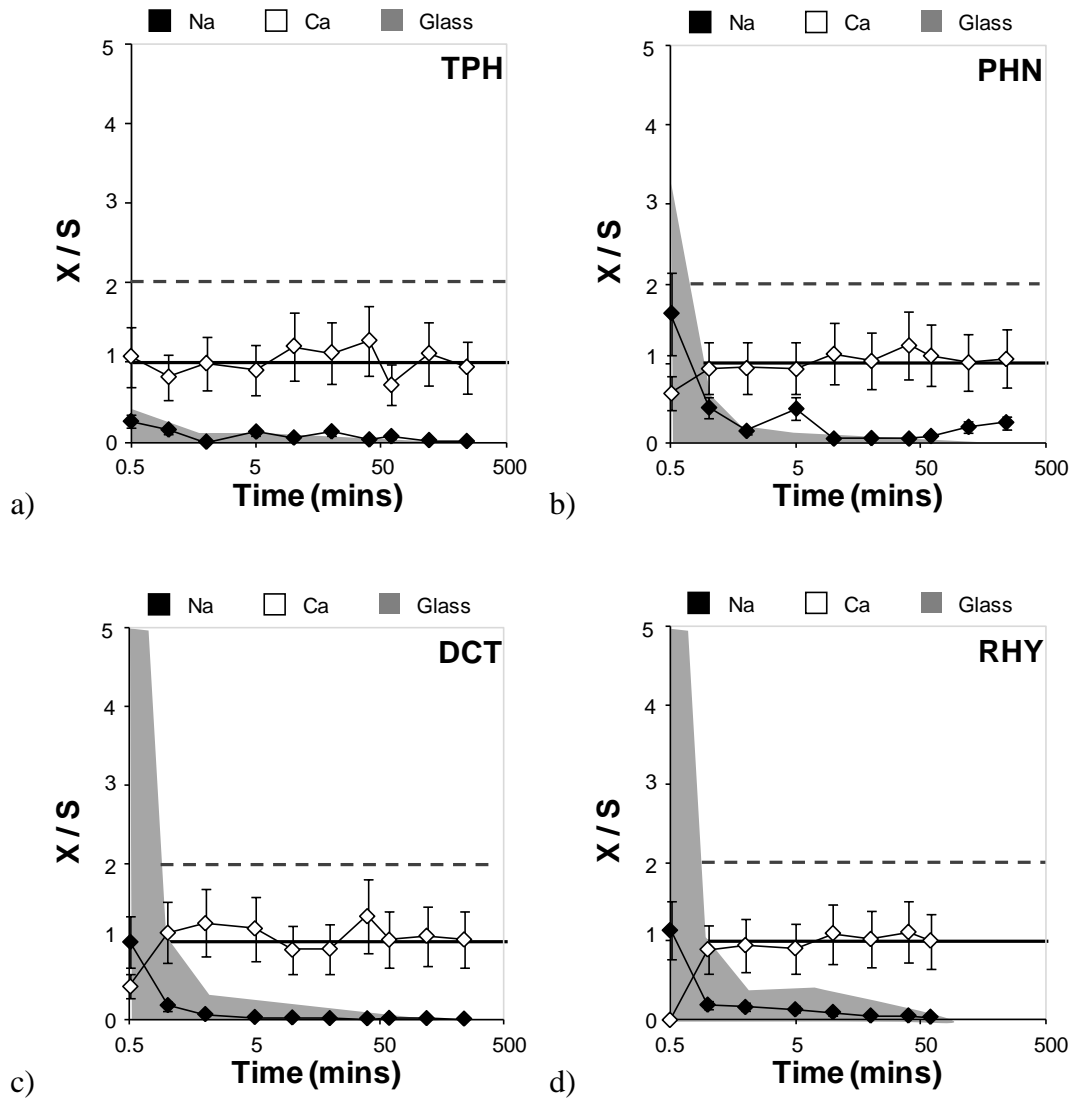 Na Ca Glass
5
TPH
4
3
2
1
0
X / S
0.5 5 50 500
Time (mins)
a)
Na Ca Glass
5
PHN
4
3
2
1
0
X / S
0.5 5 50 500
Time (mins)
b)
Na Ca Glass
5
DCT
4
3
2
1
0
X / S
0.5 5 50 500
Time (mins)
c)
Na Ca Glass
5
RHY
4
3
2
1
0
X / S
0.5 5 50 500
Time (mins)
d)